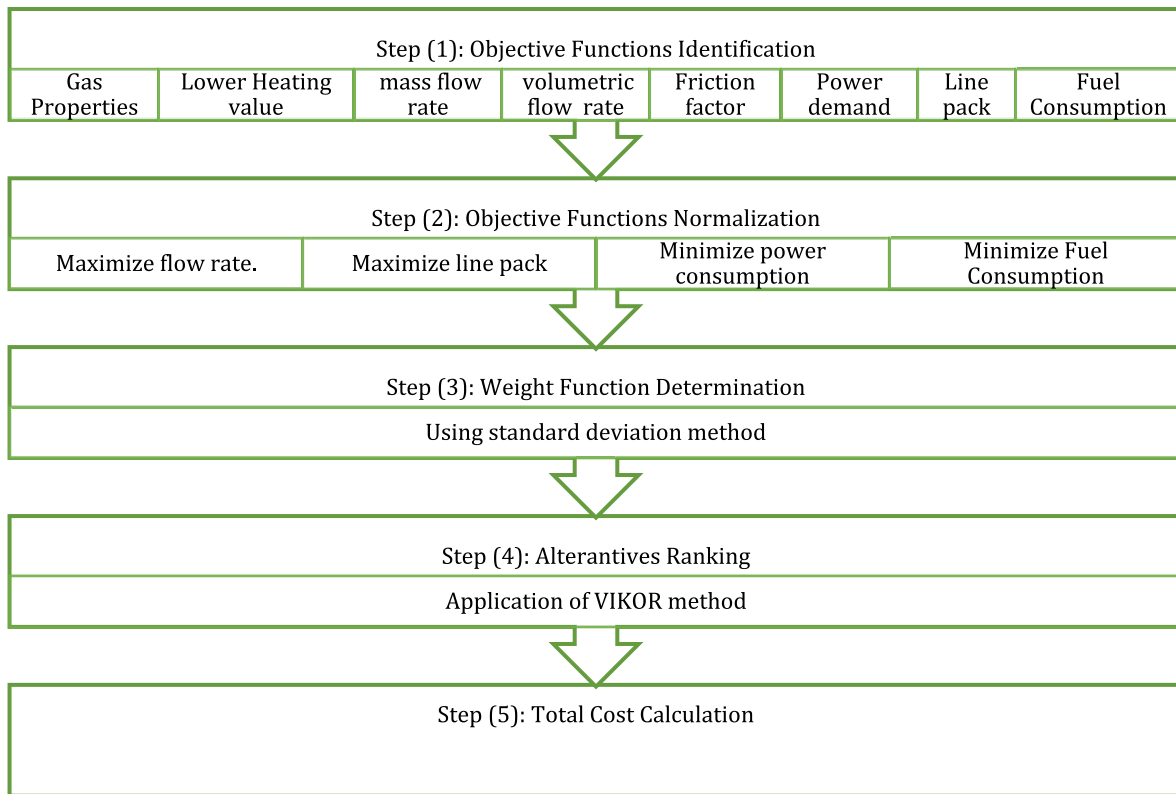 Step (1): Objective Functions Identification
Gas
Properties
Lower Heating
value
mass flow
rate
volumetric
flow rate
Friction
factor
Power
demand
Line
pack
Fuel
Consumption
Step (2): Objective Functions Normalization
Maximize flow rate.
Maximize line pack
Minimize power
consumption
Minimize Fuel
Consumption
Step (3): Weight Function Determination
Using standard deviation method
Step (4): Alterantives Ranking
Application of VIKOR method
Step (5): Total Cost Calculation